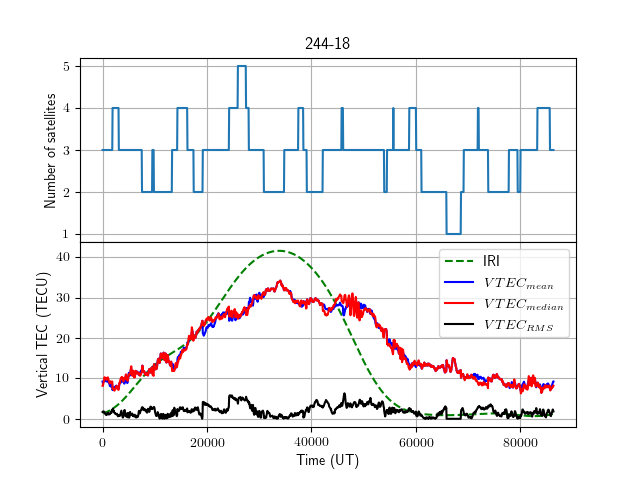 244-18
5
4
3
2
1
Number of satellites
40
30
20
10
0
Vertical TEC (TECU)
IRI
VTEC_mean
VTEC_median
VTEC_RMS
0 20000 40000 60000 80000
Time (UT)